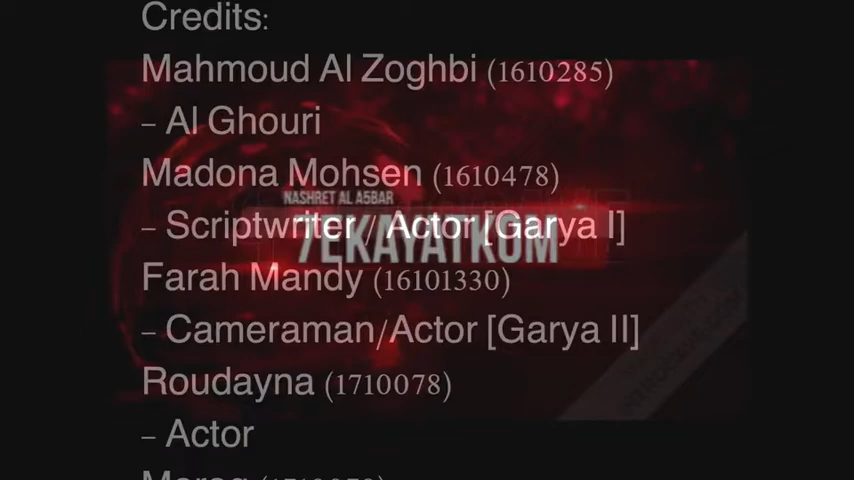 Credits:
Mahmoud Al Zoghbi (1610285)
– Al Ghouri
Madona Mohsen (1610478)
NASHRET AL A5BAR
– Scriptwriter / Actor [Garya I]
7EKAYATKOM
Farah Mandy (16101330)
– Cameraman/Actor [Garya II]
Roudayna (1710078)
– Actor